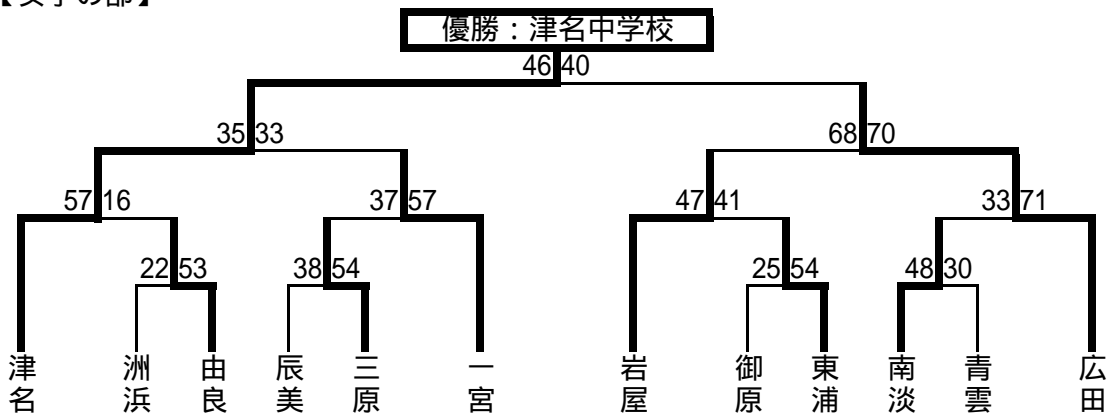 【女子の部】
優勝：津名中学校
46 40
35 33 68 70
57 16 37 57 47 41 33 71
22 53 38 54 25 54 48 30
津名 洲浜 由良 辰美 三原 一宮 岩屋 御原 東浦 南淡 青雲 広田